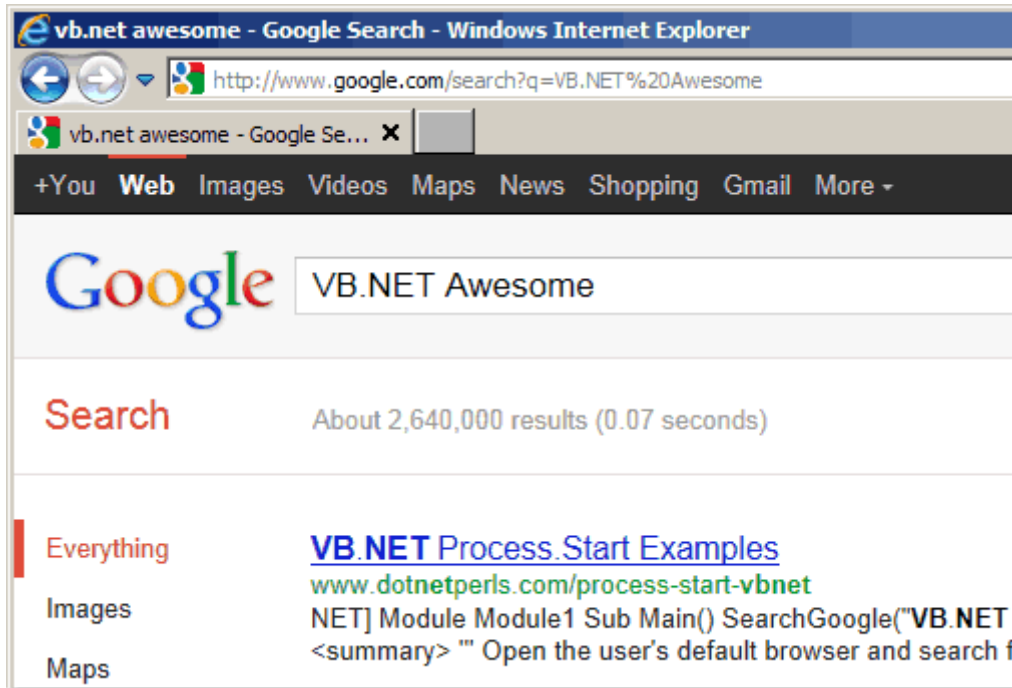 vb.net awesome - Google Search - Windows Internet Explorer
http://www.google.com/search?q=VB.NET%20Awesome
vb.net awesome - Google Se...
+You Web Images Videos Maps News Shopping Gmail More
Google VB.NET Awesome
Search About 2,640,000 results (0.07 seconds)
Everything
Images
Maps
VB.NET Process.Start Examples
www.dotnetperls.com/process-start-vbnet
NET] Module Module1 Sub Main() SearchGoogle("VB.NET
<summary> ''' Open the user's default browser and search f